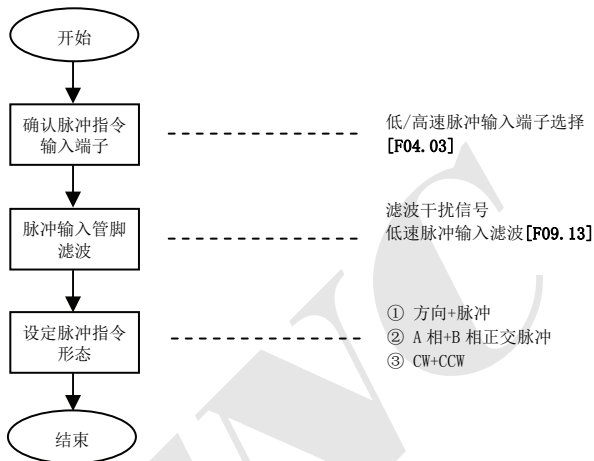 开始
确认脉冲指令
输入端子
低/高速脉冲输入端子选择
[F04.03]
脉冲输入管脚
滤波
滤波干扰信号
低速脉冲输入滤波[F09.13]
设定脉冲指令
形态
① 方向+脉冲
② A 相+B 相正交脉冲
③ CW+CCW
结束